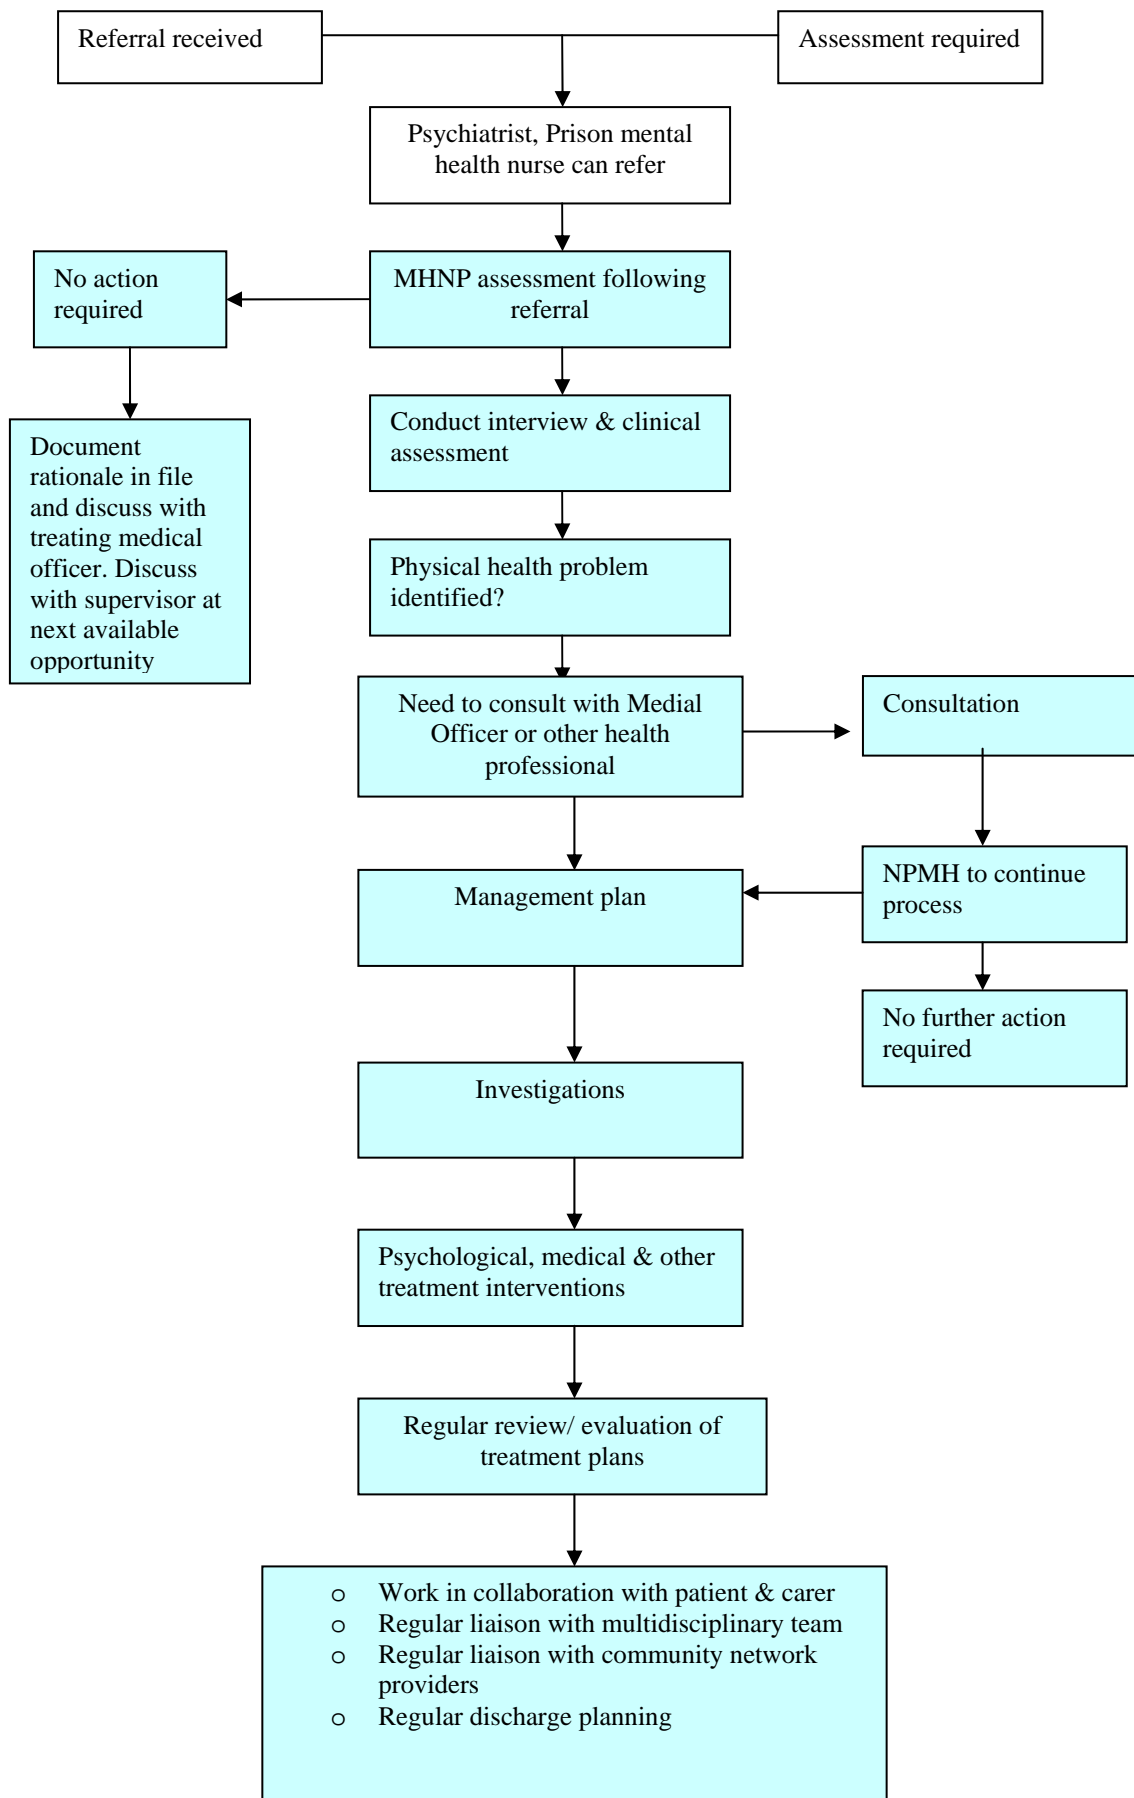 Referral received
Assessment required
Psychiatrist, Prison mental
health nurse can refer
No action
required
MHNP assessment following
referral
Document
rationale in file
and discuss with
treating medical
officer. Discuss
with supervisor at
next available
opportunity
Conduct interview & clinical
assessment
Physical health problem
identified?
Need to consult with Medial
Officer or other health
professional
Consultation
Management plan
NPMH to continue
process
No further action
required
Investigations
Psychological, medical & other
treatment interventions
Regular review/ evaluation of
treatment plans
o Work in collaboration with patient & carer
o Regular liaison with multidisciplinary team
o Regular liaison with community network
providers
o Regular discharge planning